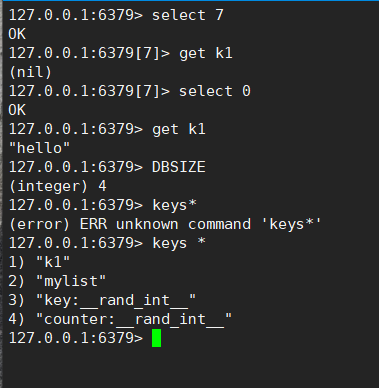 127.0.0.1:6379> select 7
OK
127.0.0.1:6379[7]> get k1
(nil)
127.0.0.1:6379[7]> select 0
OK
127.0.0.1:6379> get k1
"hello"
127.0.0.1:6379> DBSIZE
(integer) 4
127.0.0.1:6379> keys*
(error) ERR unknown command 'keys*'
127.0.0.1:6379> keys *
1) "k1"
2) "mylist"
3) "key:__rand_int__"
4) "counter:__rand_int__"
127.0.0.1:6379>